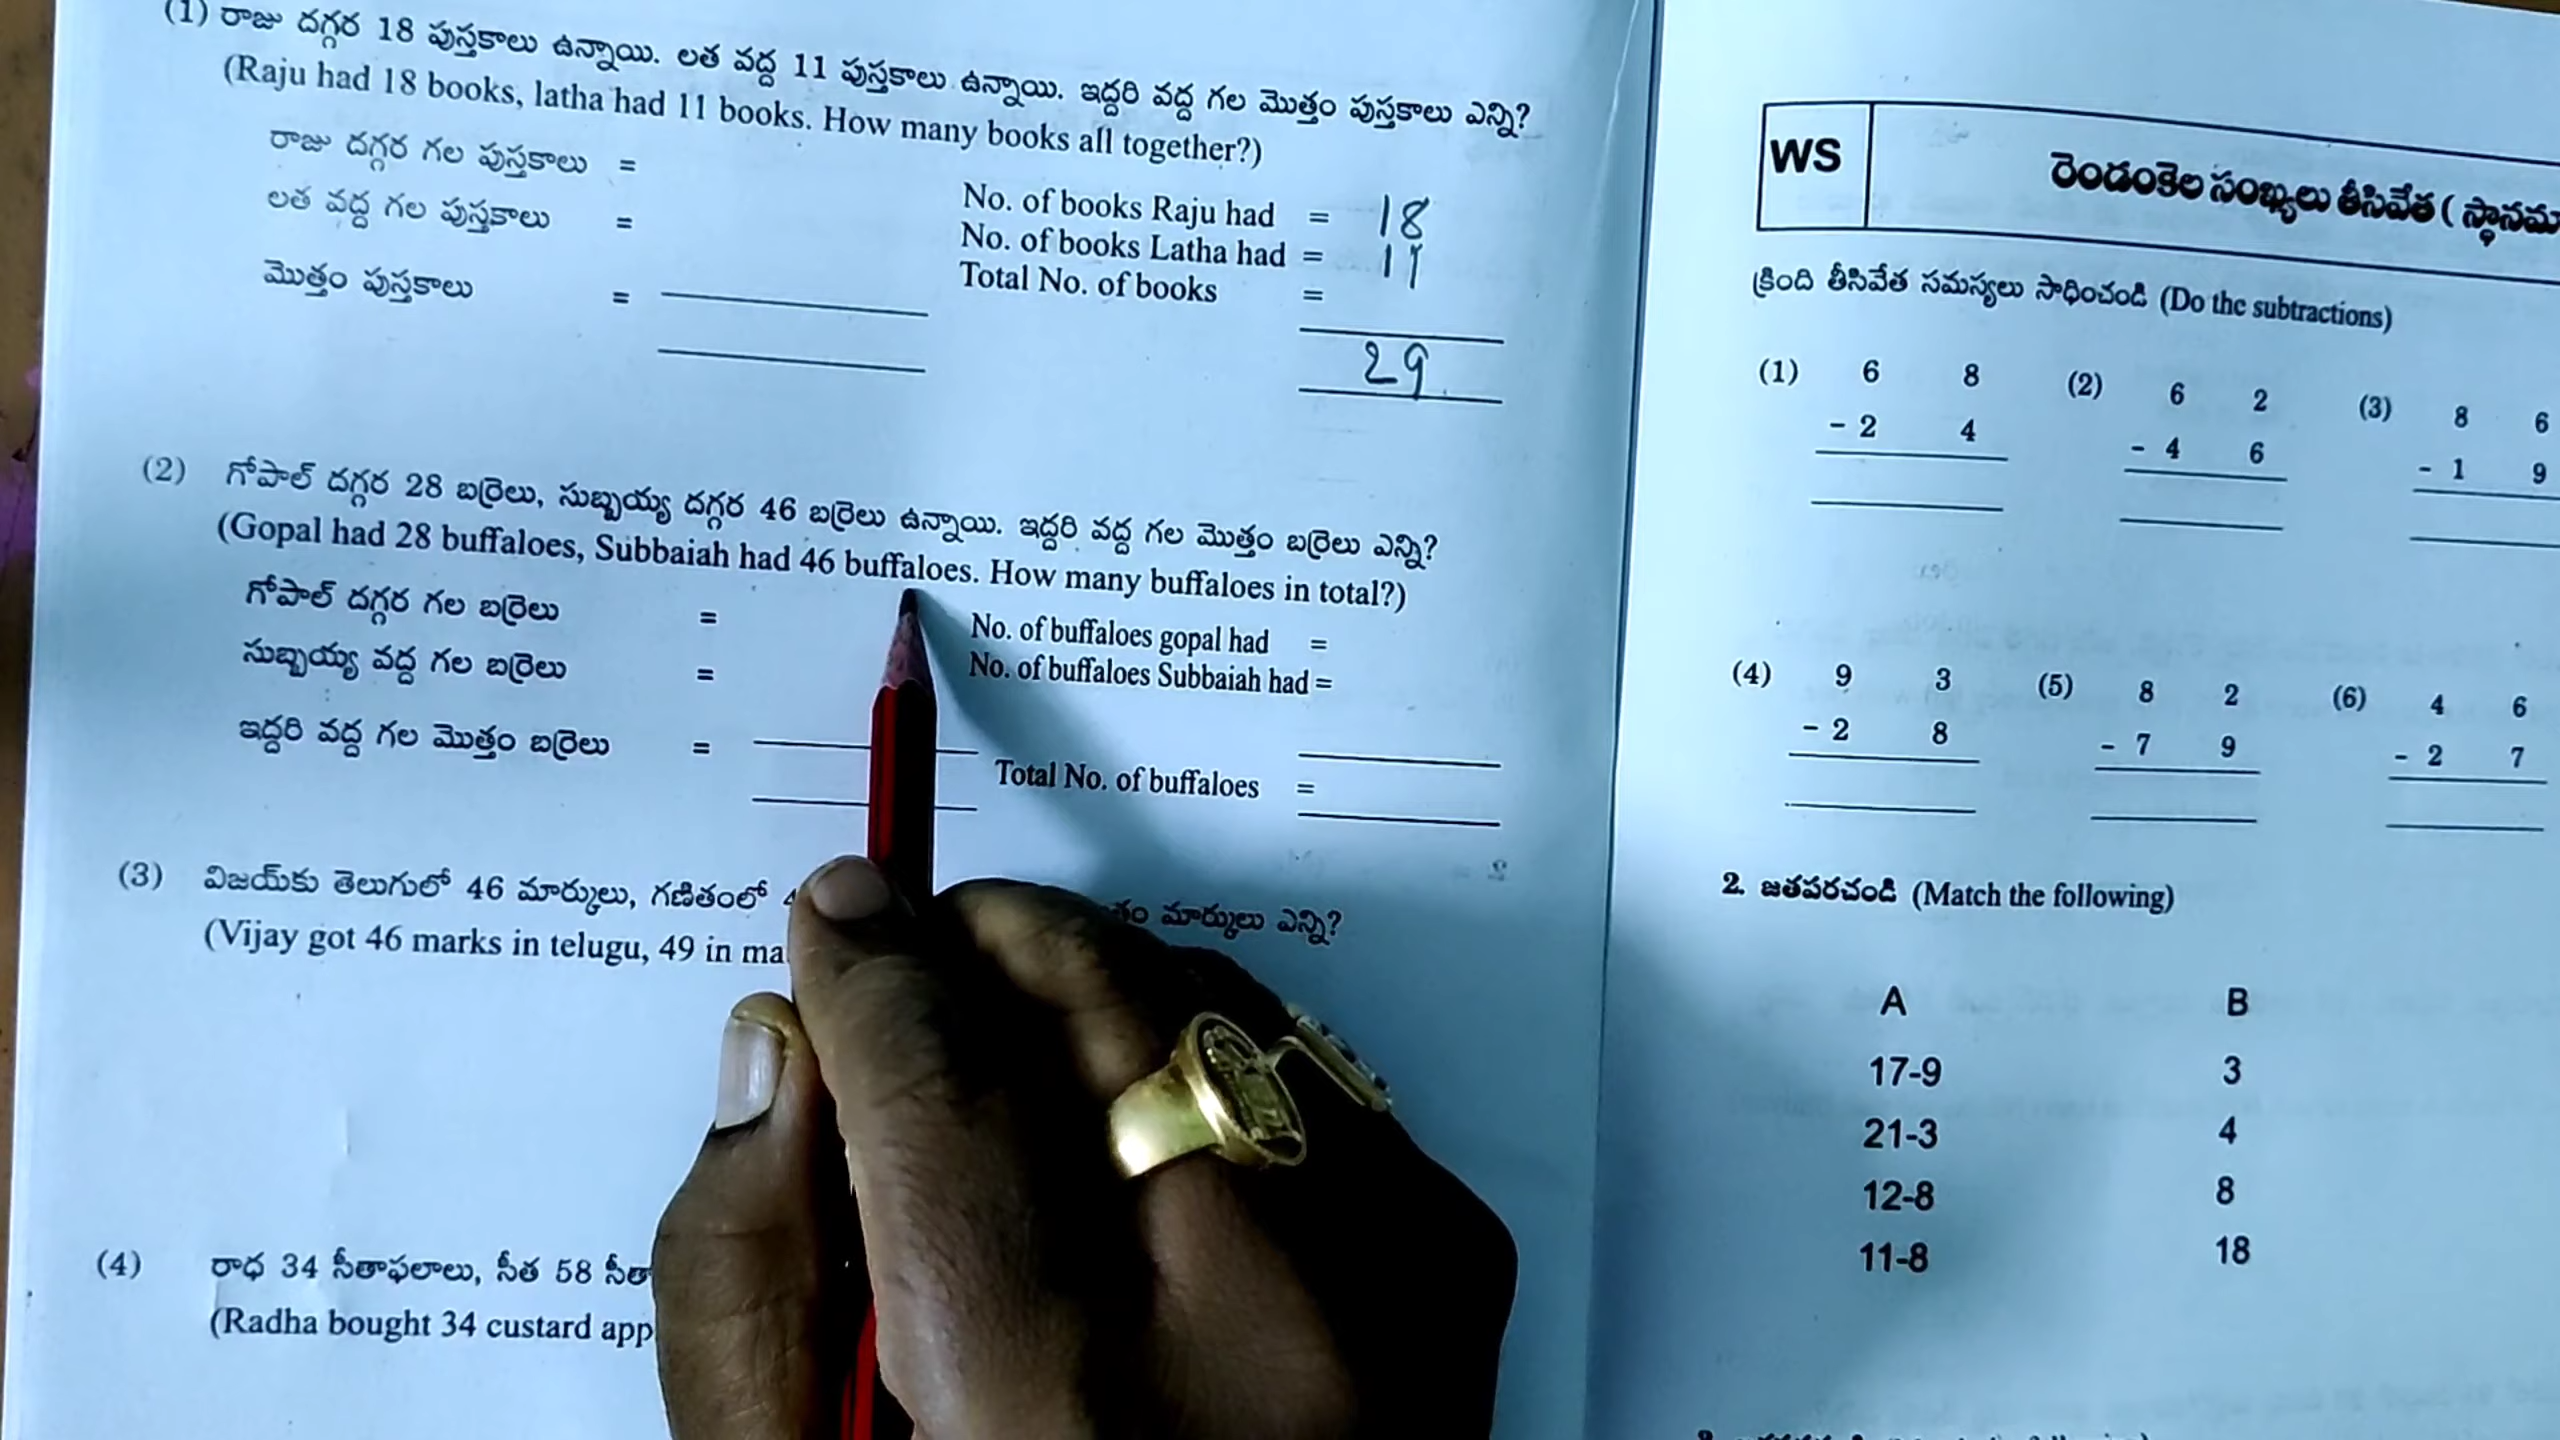 (1) రాజు దగ్గర 18 పుస్తకాలు ఉన్నాయి. లత వద్ద 11 పుస్తకాలు ఉన్నాయి. ఇద్దరి వద్ద గల మొత్తం పుస్తకాలు ఎన్ని?
(Raju had 18 books, latha had 11 books. How many books all together?)
రాజు దగ్గర గల పుస్తకాలు =
లత వద్ద గల పుస్తకాలు =
మొత్తం పుస్తకాలు =
No. of books Raju had = 18
No. of books Latha had = 11
Total No. of books =
29
(2) గోపాల్ దగ్గర 28 బర్రెలు, సుబ్బయ్య దగ్గర 46 బర్రెలు ఉన్నాయి. ఇద్దరి వద్ద గల మొత్తం బర్రెలు ఎన్ని?
(Gopal had 28 buffaloes, Subbaiah had 46 buffaloes. How many buffaloes in total?)
గోపాల్ దగ్గర గల బర్రెలు =
సుబ్బయ్య వద్ద గల బర్రెలు =
ఇద్దరి వద్ద గల మొత్తం బర్రెలు =
No. of buffaloes gopal had =
No. of buffaloes Subbaiah had =
Total No. of buffaloes =
(3) విజయ్‌కు తెలుగులో 46 మార్కులు, గణితంలో మార్కులు ఎన్ని?
(Vijay got 46 marks in telugu, 49 in
(4) రాధ 34 సీతాఫలాలు, సీత 58
(Radha bought 34 custard
WS
రెండంకెల సంఖ్యలు తీసివేత (
క్రింది తీసివేత సమస్యలు సాధించండి (Do the subtractions)
(1) 6 8 (2) 6 2 (3) 8 6
- 2 4 - 4 6 - 1 9
(4) 9 3 (5) 8 2 (6) 4 6
- 2 8 - 7 9 - 2 7
2. జతపరచండి (Match the following)
A B
17-9 3
21-3 4
12-8 8
11-8 18